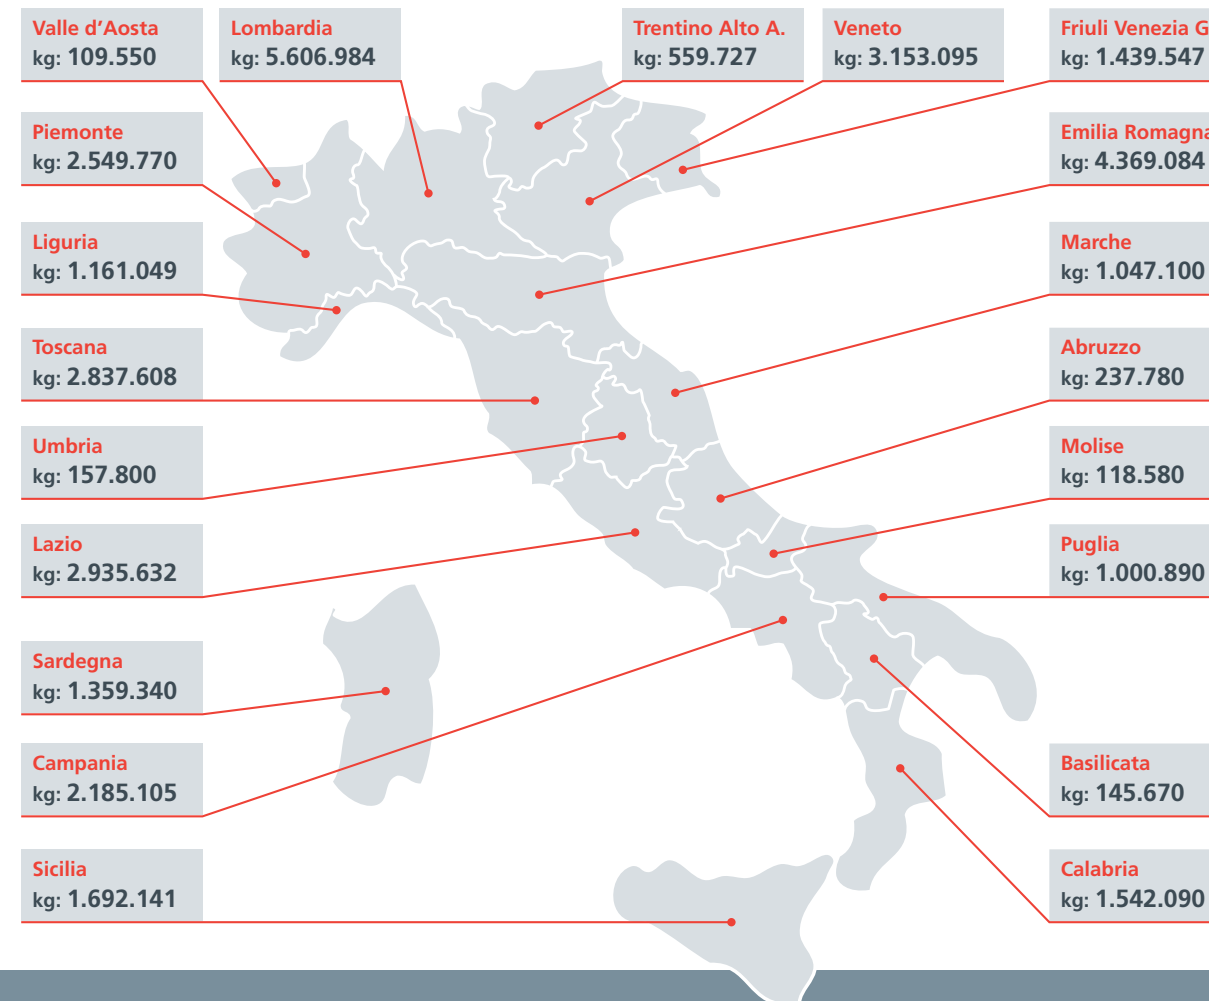 Valle d’Aosta
kg: 109.550
Lombardia
kg: 5.606.984
Trentino Alto A.
kg: 559.727
Veneto
kg: 3.153.095
Friuli Venezia G
kg: 1.439.547
Piemonte
kg: 2.549.770
Emilia Romagna
kg: 4.369.084
Liguria
kg: 1.161.049
Marche
kg: 1.047.100
Toscana
kg: 2.837.608
Abruzzo
kg: 237.780
Umbria
kg: 157.800
Molise
kg: 118.580
Lazio
kg: 2.935.632
Puglia
kg: 1.000.890
Sardegna
kg: 1.359.340
Campania
kg: 2.185.105
Basilicata
kg: 145.670
Sicilia
kg: 1.692.141
Calabria
kg: 1.542.090